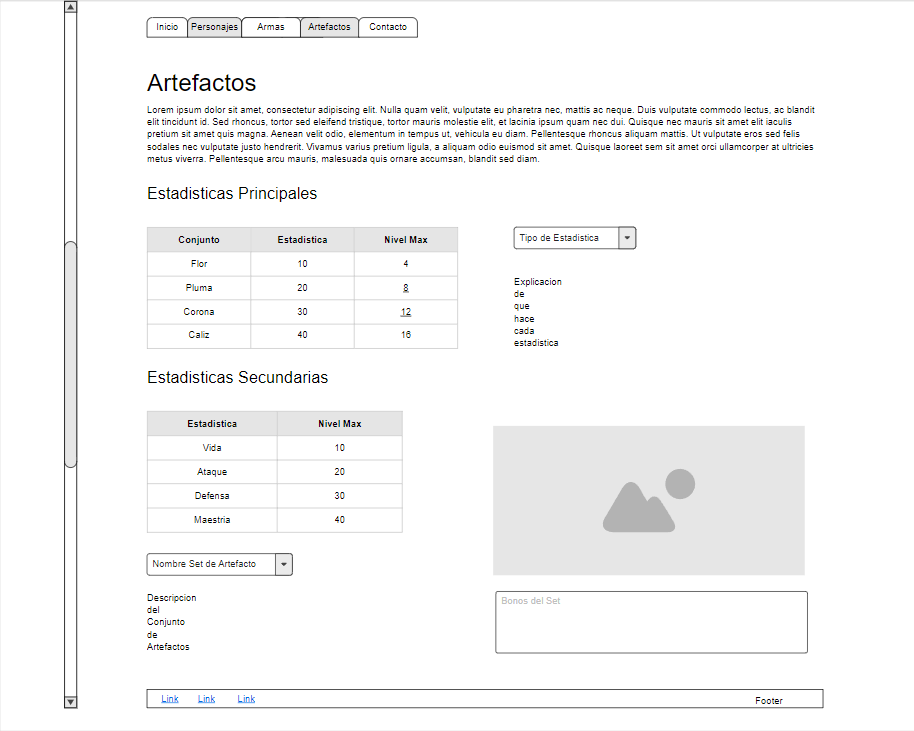 Inicio Personajes Armas Artefactos Contacto
Artefactos
Lorem ipsum dolor sit amet, consectetur adipiscing elit. Nulla quam velit, vulputate eu pharetra nec, mattis ac neque. Duis vulputate commodo lectus, ac blandit
elit tincidunt id. Sed rhoncus, tortor sed eleifend tristique, tortor mauris molestie elit, et lacinia ipsum quam nec dui. Quisque nec mauris sit amet elit iaculis
pretium sit amet quis magna. Aenean velit odio, elementum in tempus ut, vehicula eu diam. Pellentesque rhoncus aliquam mattis. Ut vulputate eros sed felis
sodales nec vulputate justo hendrerit. Vivamus varius pretium ligula, a aliquam odio euismod sit amet. Quisque laoreet sem sit amet orci ullamcorper at ultricies
metus viverra. Pellentesque arcu mauris, malesuada quis ornare accumsan, blandit sed diam.
Estadisticas Principales
Conjunto Estadistica Nivel Max
Flor 10 4
Pluma 20 8
Corona 30 12
Caliz 40 16
Tipo de Estadistica
Explicacion
de
que
hace
cada
estadistica
Estadisticas Secundarias
Estadistica Nivel Max
Vida 10
Ataque 20
Defensa 30
Maestria 40
Nombre Set de Artefacto
Descripcion
del
Conjunto
de
Artefactos
Bonos del Set
Link Link Link Footer